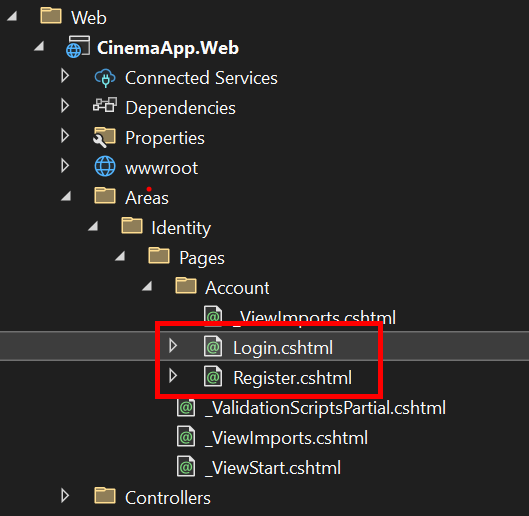 Web
CinemaApp.Web
Connected Services
Dependencies
Properties
wwwroot
Areas
Identity
Pages
Account
_ViewImports.cshtml
Login.cshtml
Register.cshtml
_ValidationScriptsPartial.cshtml
_ViewImports.cshtml
_ViewStart.cshtml
Controllers